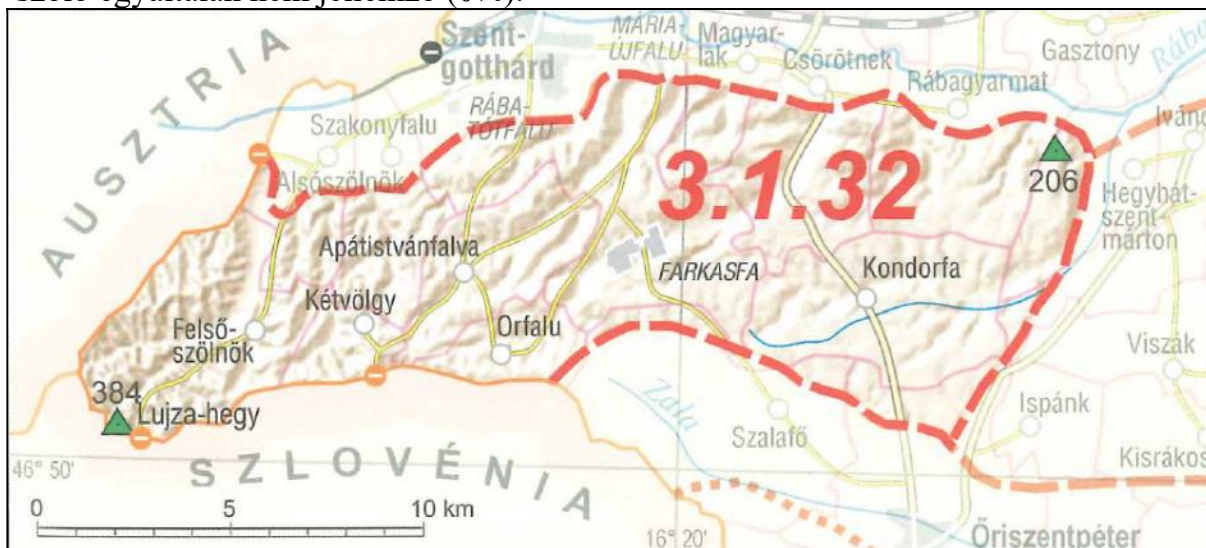 AUSZTRIA
Szent-
gotthárd
MÁRIA-
ÚJFALU
Magyar-
lak
Csörötnek
Gasztony
Rába
Rábagyarmat
RÁBA-
TÓTFALU
Szakonyfalu
Alsószölnök
3.1.32
206
Hegyhát-
szent-
márton
Apátistvánfalva
FARKASFA
Kondorfa
Kétvölgy
Felső-
szölnök
Orfalu
Viszák
384
Lujza-hegy
Zala
Szalafő
Ispánk
46° 50'
SZLOVÉNIA
Kisrákos
0 5 10 km
16° 20'
Őriszentpéter